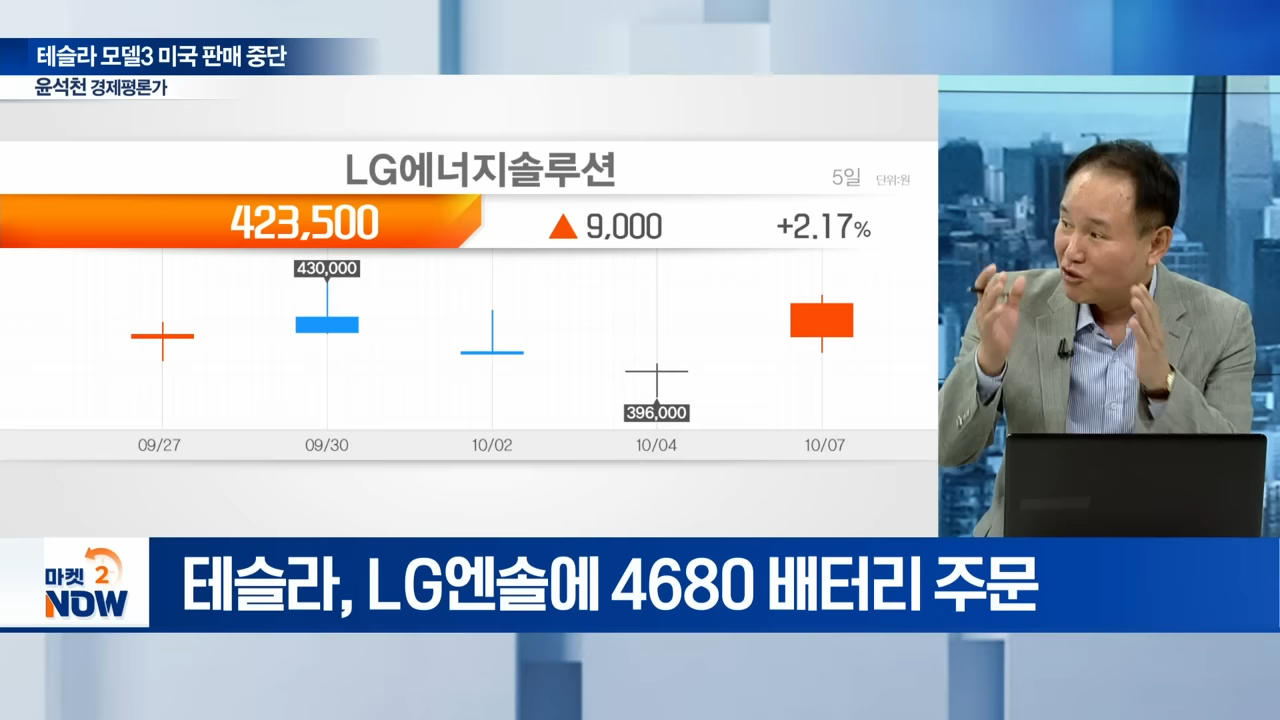 테슬라 모델3 미국 판매 중단
윤석천 경제평론가
LG에너지솔루션
5일 단위:원
423,500 ▲ 9,000 +2.17%
430,000
396,000
09/27 09/30 10/02 10/04 10/07
마켓 2
NOW
테슬라, LG엔솔에 4680 배터리 주문